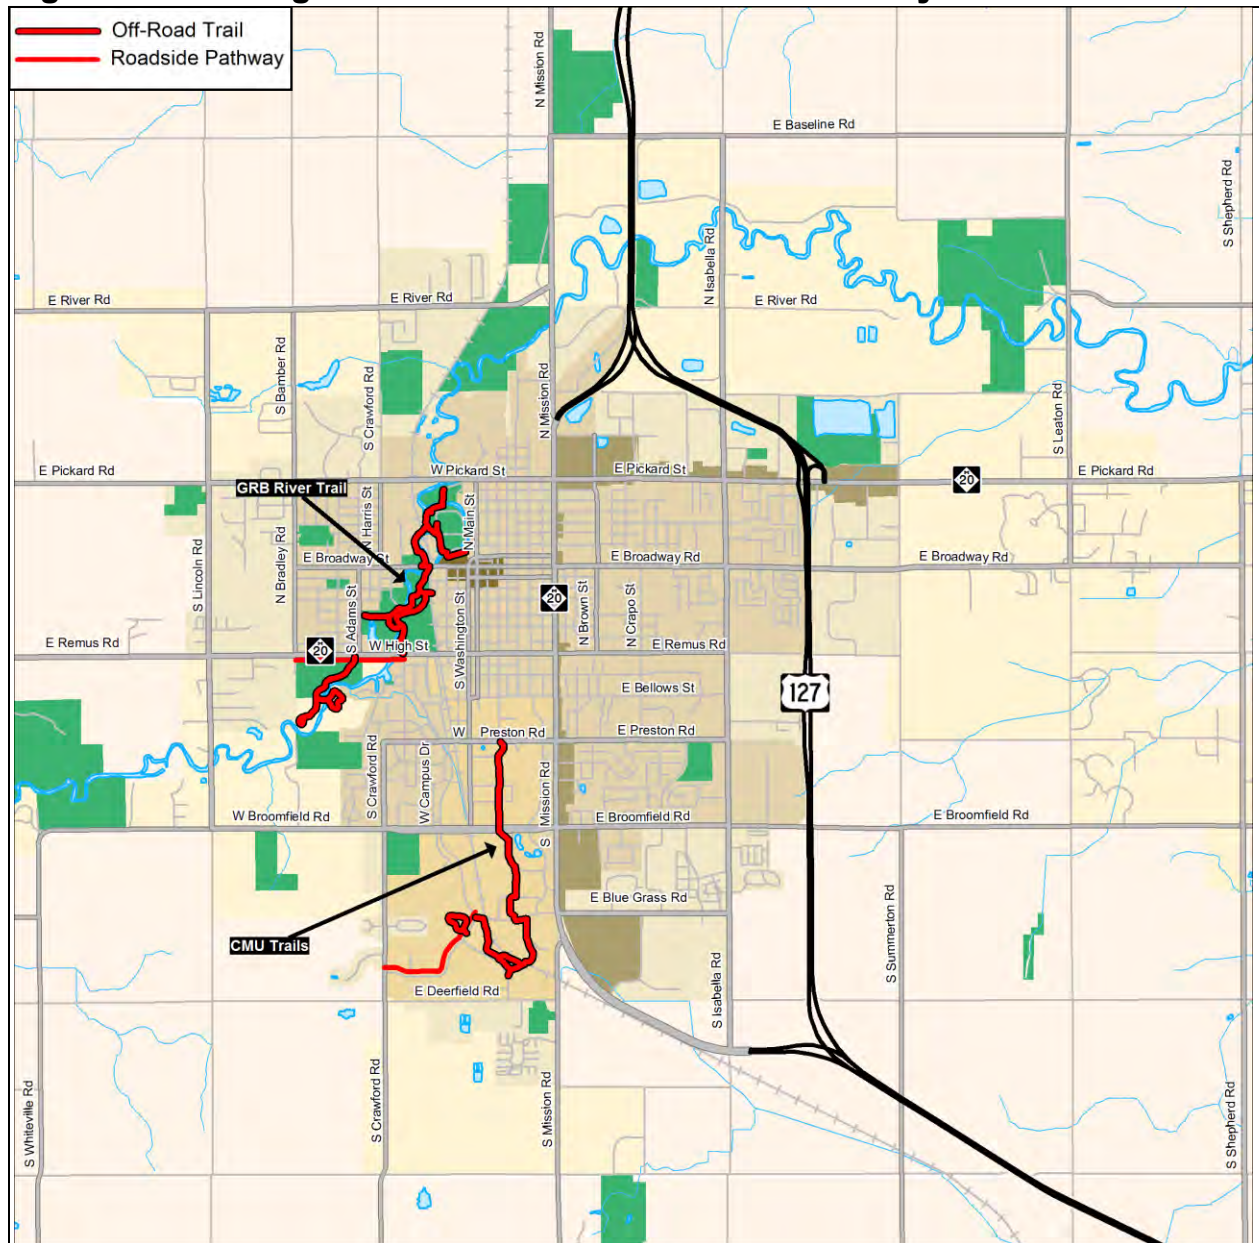 Off-Road Trail
Roadside Pathway
N Mission Rd
E Baseline Rd
S Shepherd Rd
N Isabella Rd
E River Rd
E River Rd
E River Rd
S Bamber Rd
S Crawford Rd
N Mission Rd
S Leaton Rd
E Pickard Rd
W Pickard St
E Pickard St
M
20
E Pickard Rd
GRB River Trail
N Harris St
N Main St
N Bradley Rd
S Lincoln Rd
E Broadway St
E Broadway Rd
E Broadway Rd
S Adams St
S Washington St
M
20
N Brown St
N Crapo St
E Remus Rd
M
20
W High St
E Remus Rd
E Bellows St
127
W Preston Rd
E Preston Rd
S Crawford Rd
W Campus Dr
S Mission Rd
W Broomfield Rd
E Broomfield Rd
E Broomfield Rd
E Blue Grass Rd
CMU Trails
S Summerton Rd
S Isabella Rd
E Deerfield Rd
S Whiteville Rd
S Crawford Rd
S Mission Rd
S Shepherd Rd